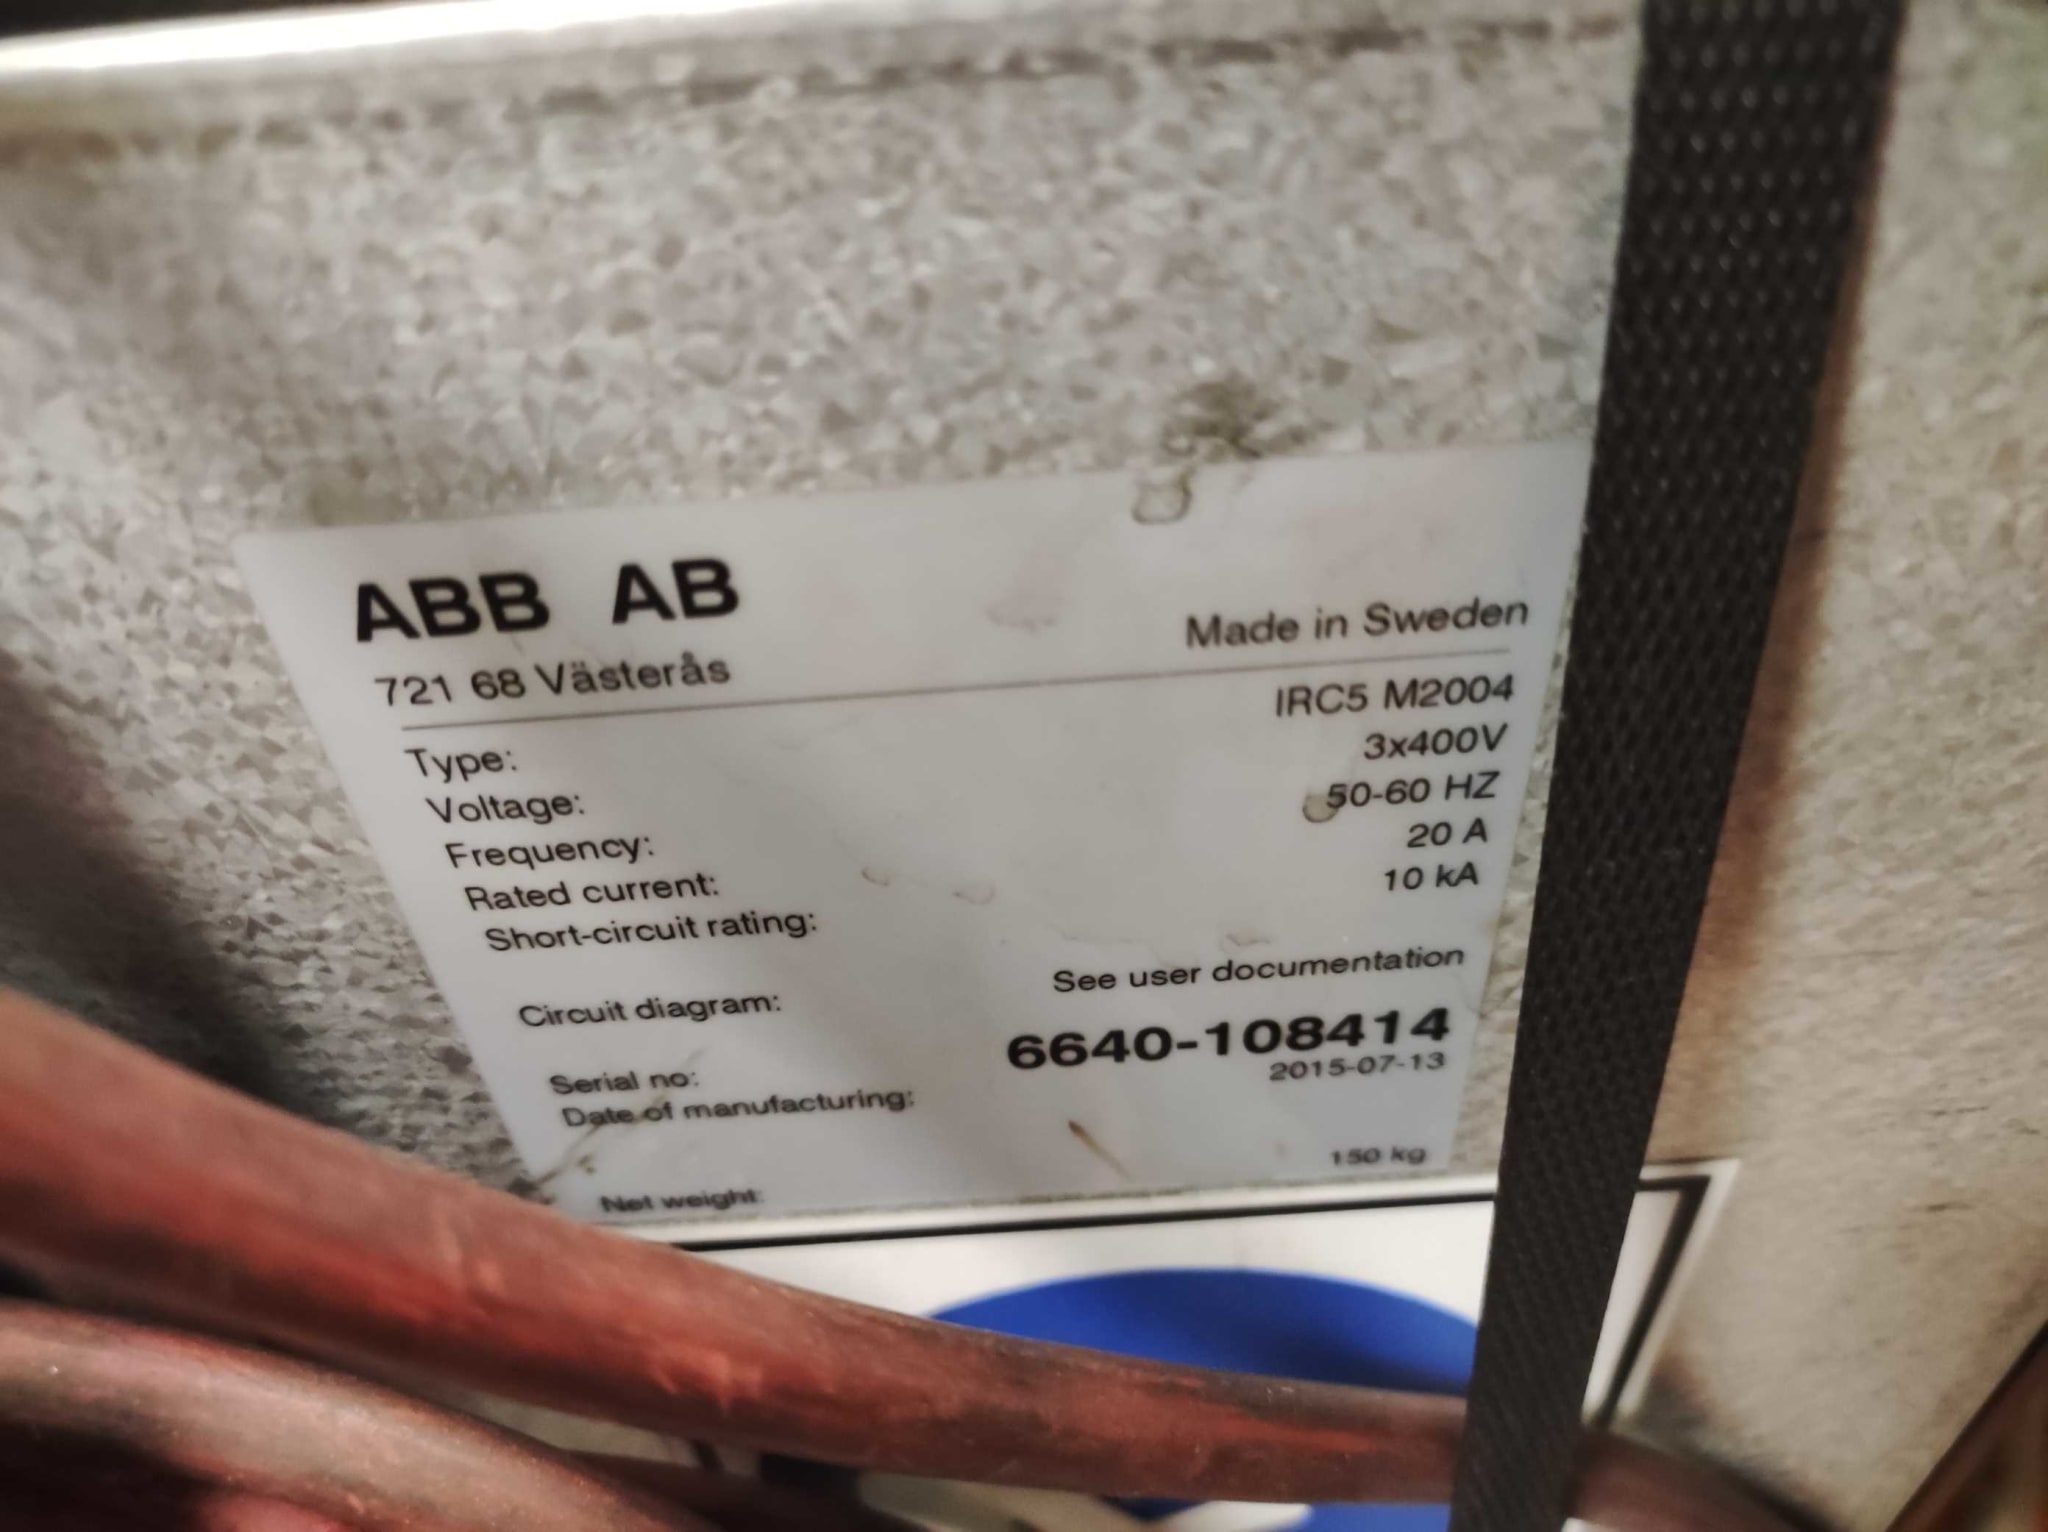 ABB AB
721 68 Västerås
Made in Sweden
Type: IRC5 M2004
Voltage: 3x400V
Frequency: 50-60 HZ
Rated current: 20 A
Short-circuit rating: 10 kA
Circuit diagram: See user documentation
Serial no: 6640-108414
Date of manufacturing: 2015-07-13
Net weight: 150 kg